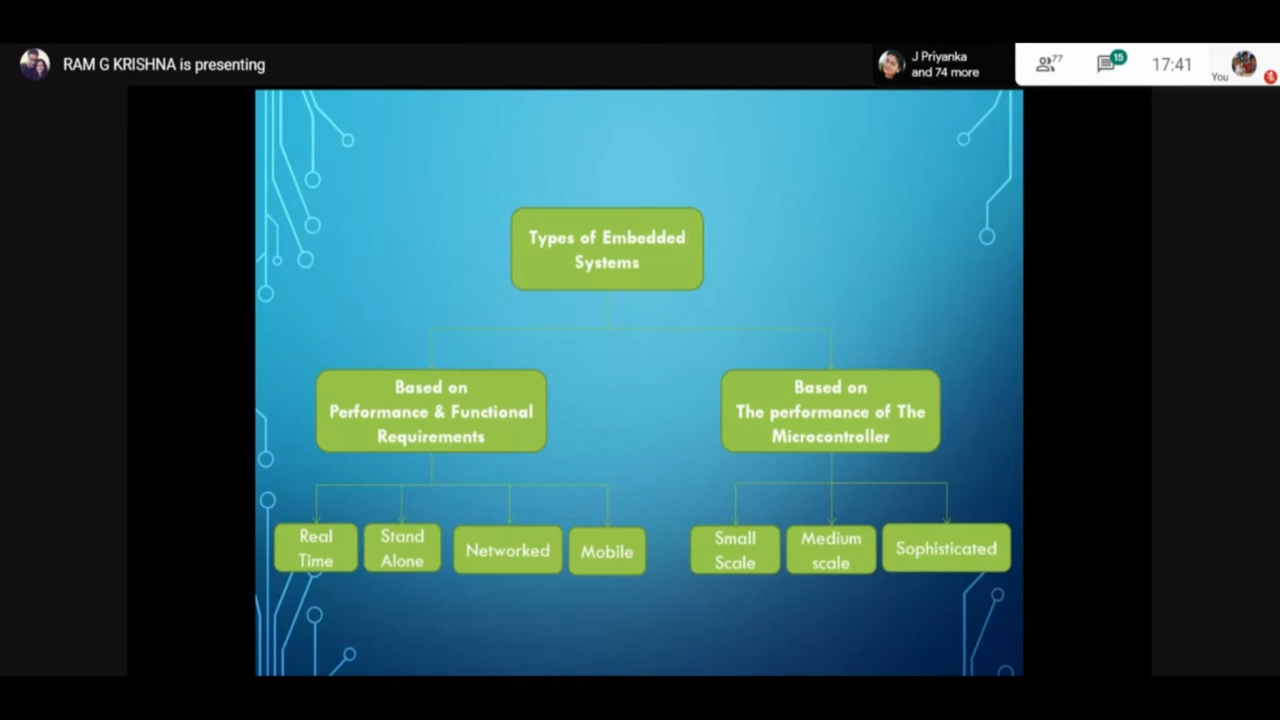 RAM G KRISHNA is presenting
J Priyanka
and 74 more
77
15
17:41
You
Types of Embedded
Systems
Based on
Performance & Functional
Requirements
Based on
The performance of The
Microcontroller
Real
Time
Stand
Alone
Networked
Mobile
Small
Scale
Medium
scale
Sophisticated